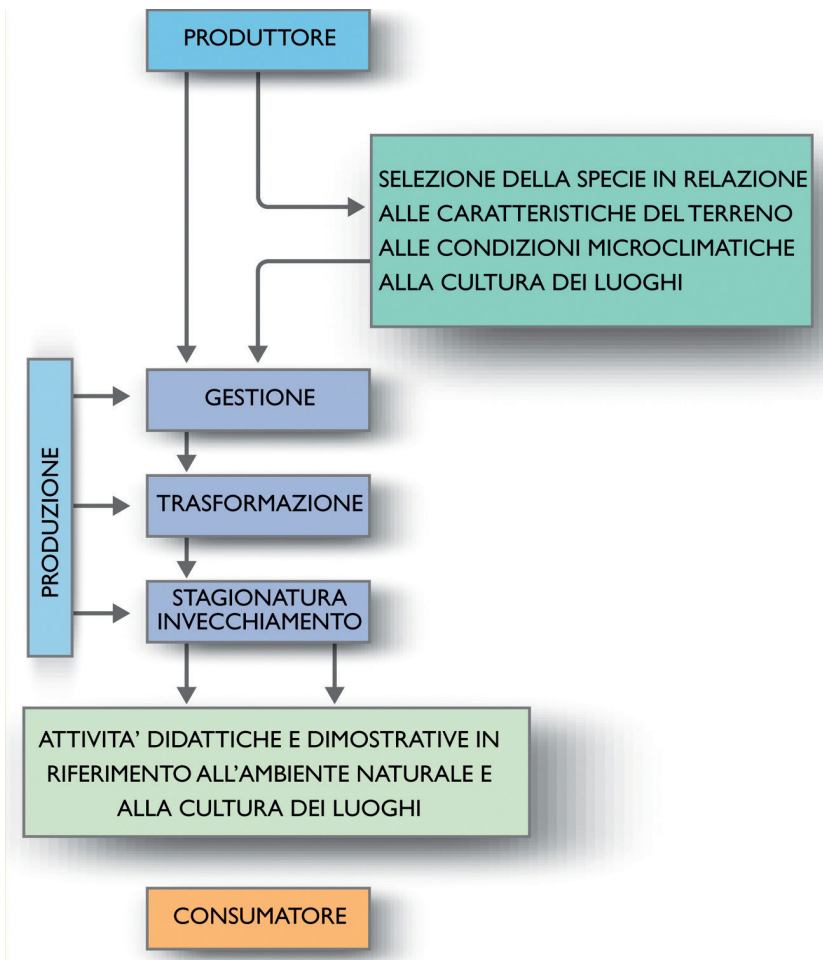 PRODUTTORE
SELEZIONE DELLA SPECIE IN RELAZIONE
ALLE CARATTERISTICHE DEL TERRENO
ALLE CONDIZIONI MICROCLIMATICHE
ALLA CULTURA DEI LUOGHI
PRODUZIONE
GESTIONE
TRASFORMAZIONE
STAGIONATURA
INVECCHIAMENTO
ATTIVITA' DIDATTICHE E DIMOSTRATIVE IN
RIFERIMENTO ALL'AMBIENTE NATURALE E
ALLA CULTURA DEI LUOGHI
CONSUMATORE